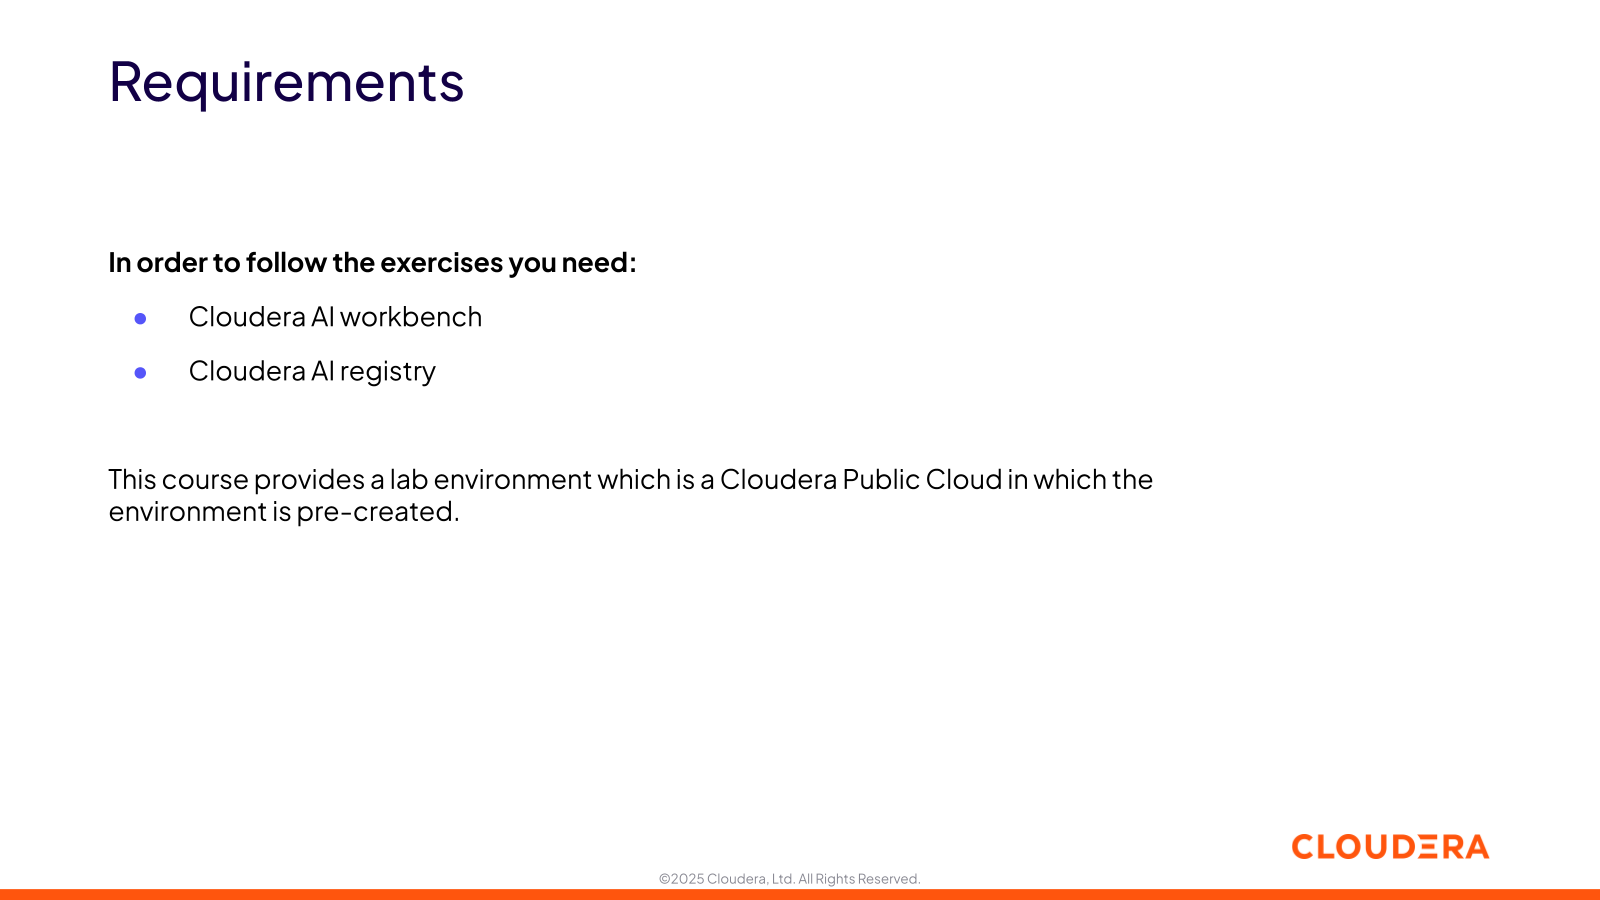 Requirements
In order to follow the exercises you need:
● Cloudera AI workbench
● Cloudera AI registry
This course provides a lab environment which is a Cloudera Public Cloud in which the
environment is pre-created.
CLOUDERA
©2025 Cloudera, Ltd. All Rights Reserved.